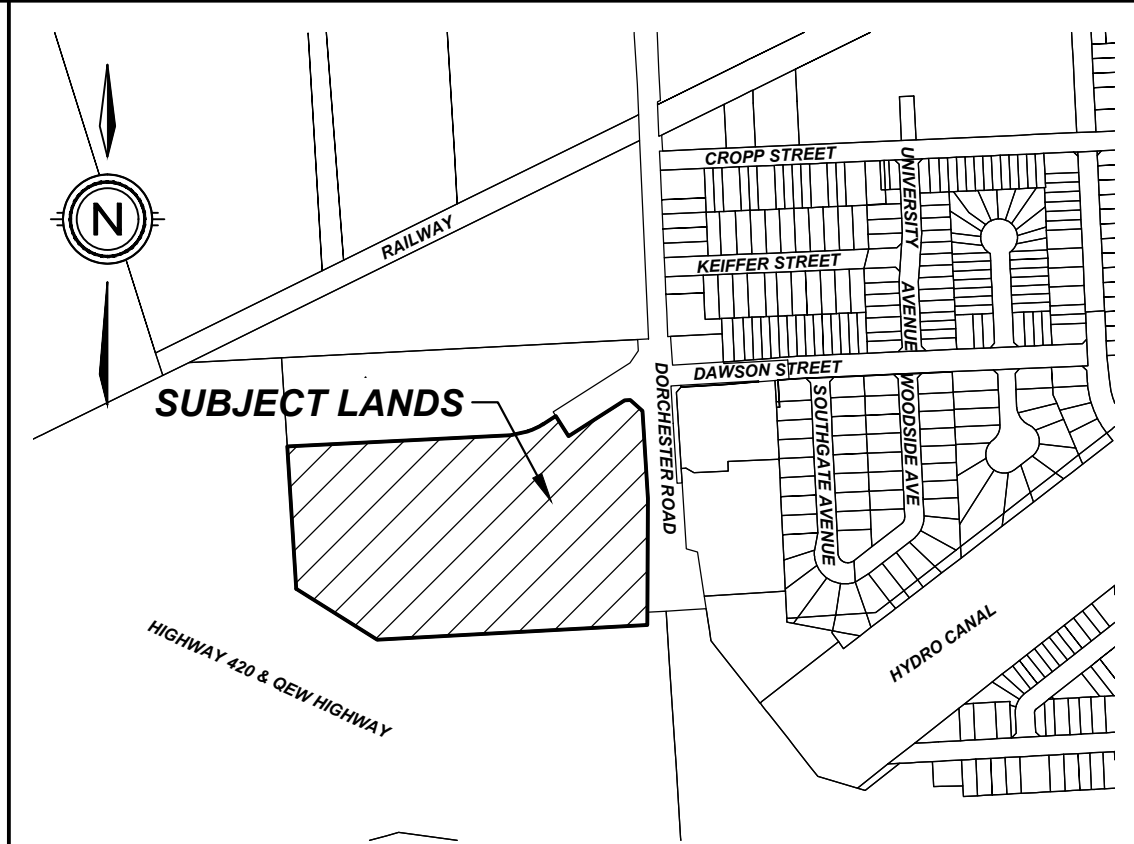 CROPP STREET
UNIVERSITY AVENUE
N
RAILWAY
KEIFFER STREET
DAWSON STREET
SUBJECT LANDS
DORCHESTER ROAD
SOUTHGATE AVENUE
WOODSIDE AVE
HYDRO CANAL
HIGHWAY 420 & QEW HIGHWAY